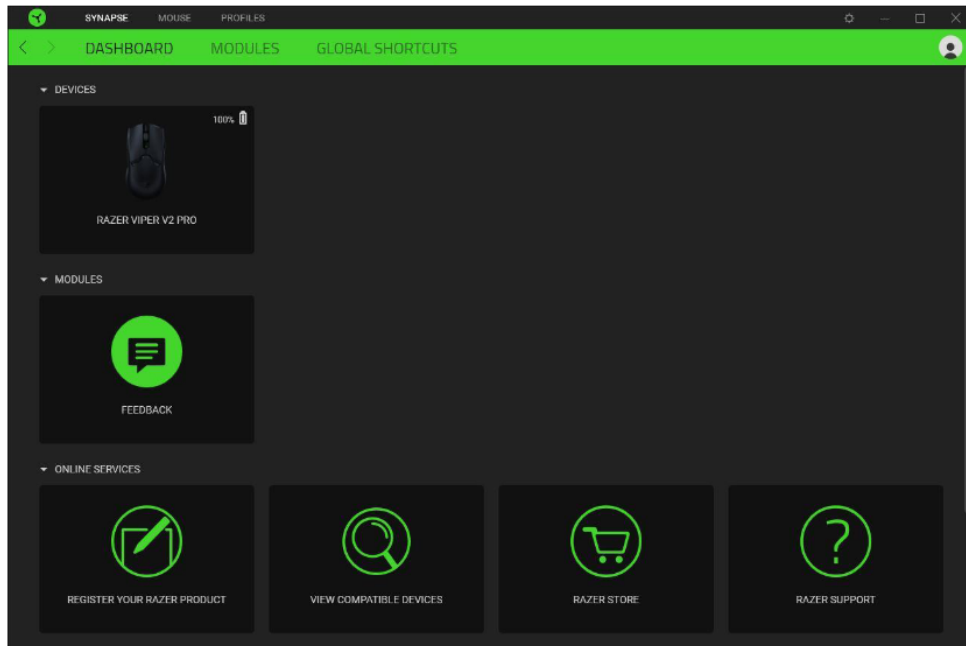 SYNAPSE MOUSE PROFILES
DASHBOARD MODULES GLOBAL SHORTCUTS
DEVICES
100%
RAZER VIPER V2 PRO
MODULES
FEEDBACK
ONLINE SERVICES
REGISTER YOUR RAZER PRODUCT
VIEW COMPATIBLE DEVICES
RAZER STORE
RAZER SUPPORT